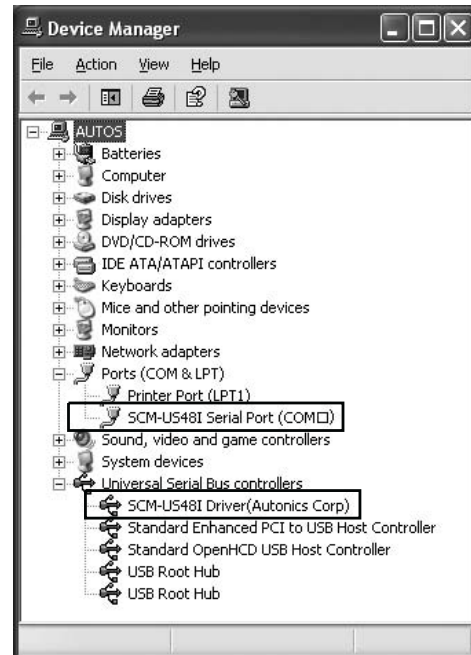 Device Manager
File Action View Help
AUTOS
Batteries
Computer
Disk drives
Display adapters
DVD/CD-ROM drives
IDE ATA/ATAPI controllers
Keyboards
Mice and other pointing devices
Monitors
Network adapters
Ports (COM & LPT)
Printer Port (LPT1)
SCM-US48I Serial Port (COM□)
Sound, video and game controllers
System devices
Universal Serial Bus controllers
SCM-US48I Driver(Autonics Corp)
Standard Enhanced PCI to USB Host Controller
Standard OpenHCD USB Host Controller
USB Root Hub
USB Root Hub